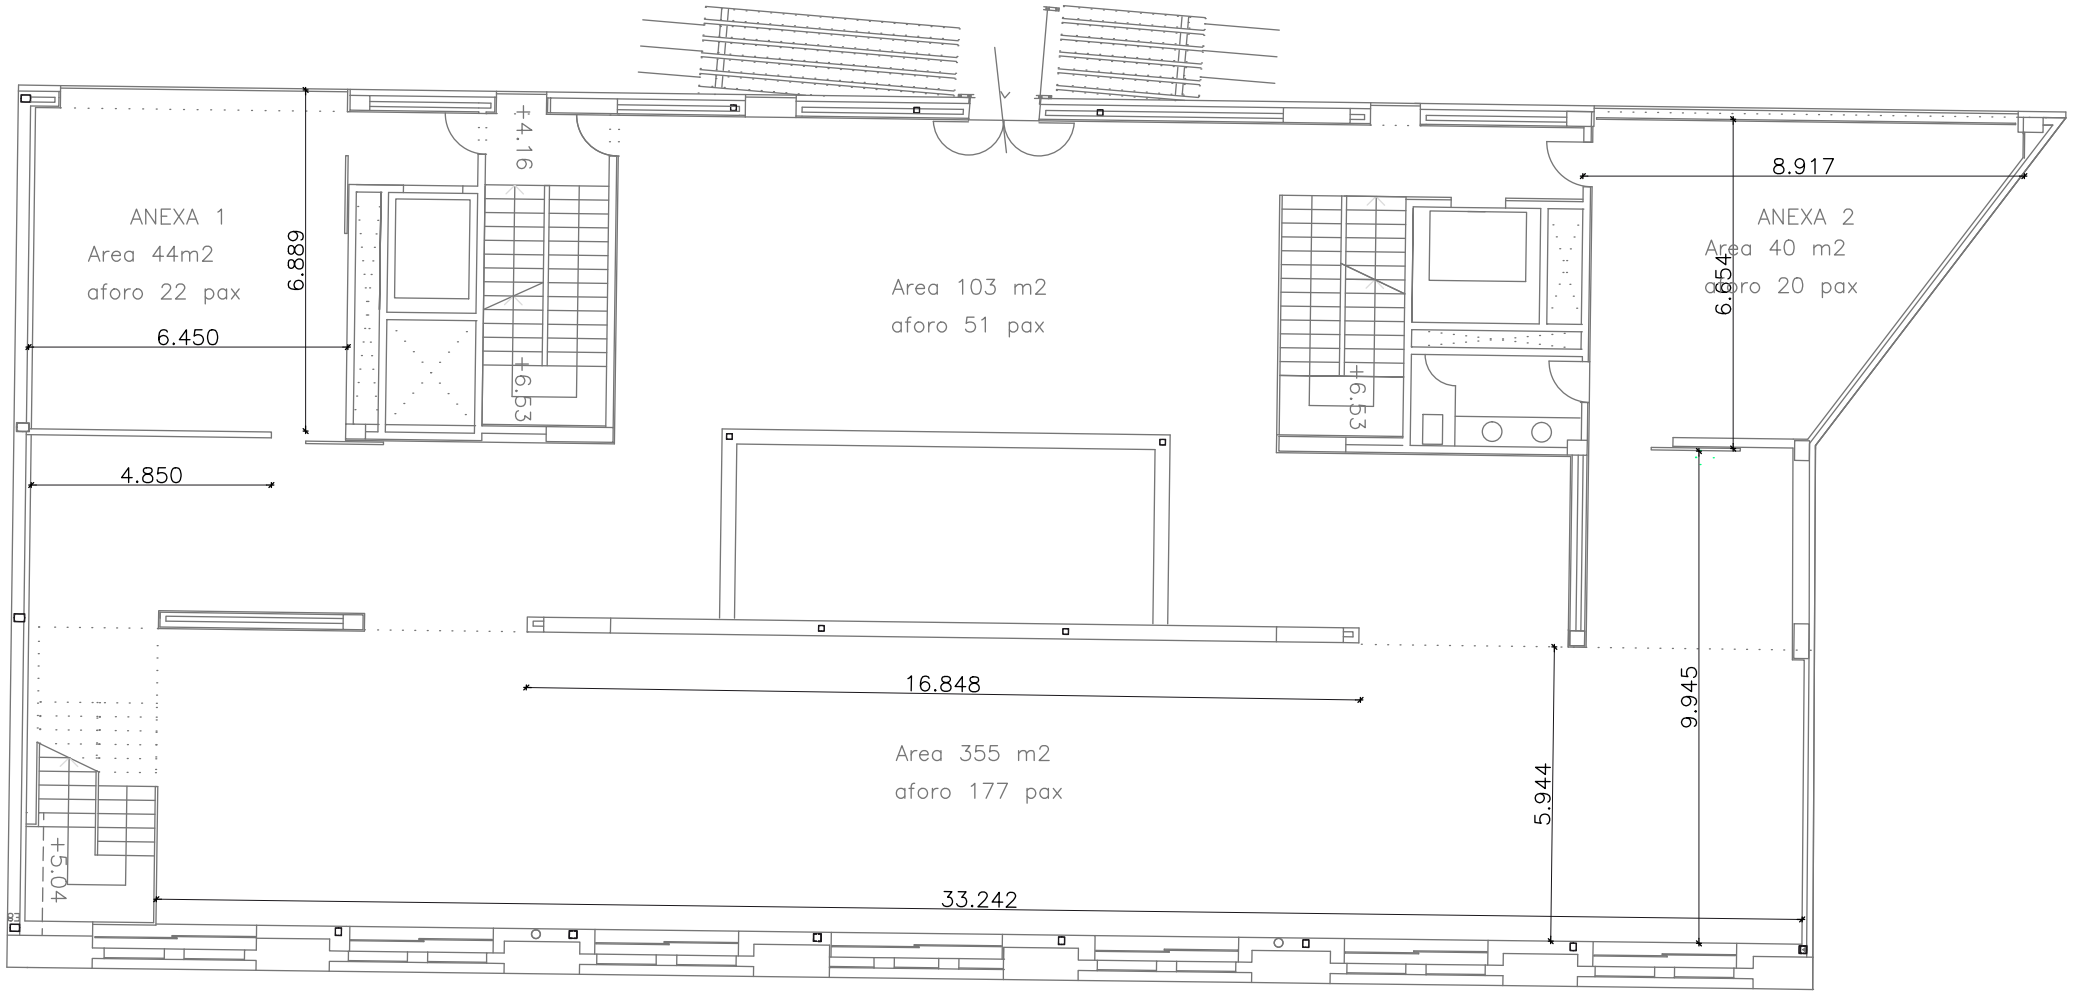 +4.16
8.917
ANEXA 1
Area 44m2
aforo 22 pax
6.889
6.450
Area 103 m2
aforo 51 pax
ANEXA 2
Area 40 m2
aforo 20 pax
6.654
+6.53
+6.53
4.850
16.848
9.945
Area 355 m2
aforo 177 pax
5.944
+5.04
33.242
83